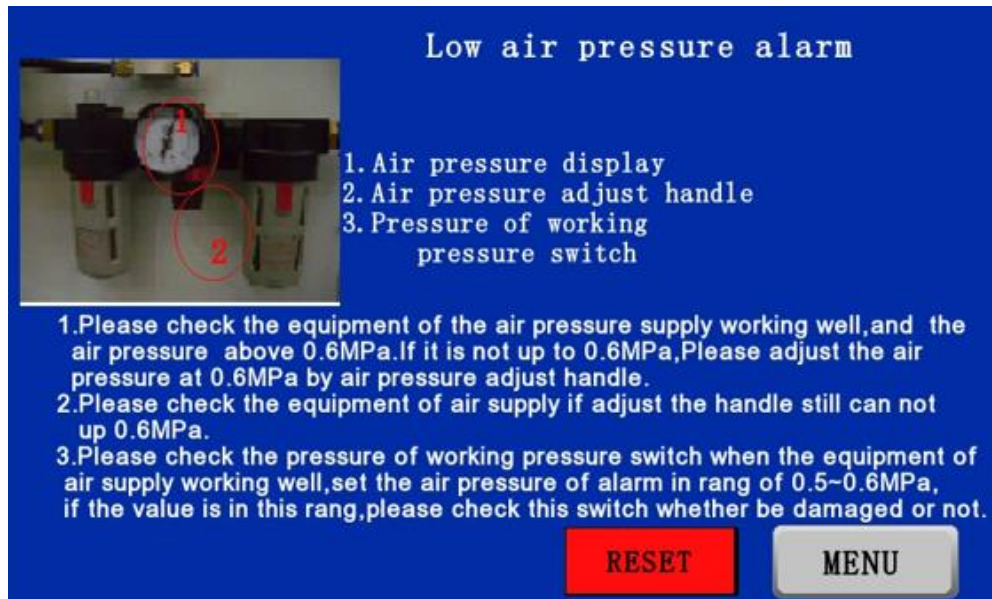 Low air pressure alarm
1
2
1.Air pressure display
2.Air pressure adjust handle
3.Pressure of working
pressure switch
1.Please check the equipment of the air pressure supply working well,and the
air pressure above 0.6MPa.If it is not up to 0.6MPa,Please adjust the air
pressure at 0.6MPa by air pressure adjust handle.
2.Please check the equipment of air supply if adjust the handle still can not
up 0.6MPa.
3.Please check the pressure of working pressure switch when the equipment of
air supply working well,set the air pressure of alarm in rang of 0.5~0.6MPa,
if the value is in this rang,please check this switch whether be damaged or not.
RESET
MENU